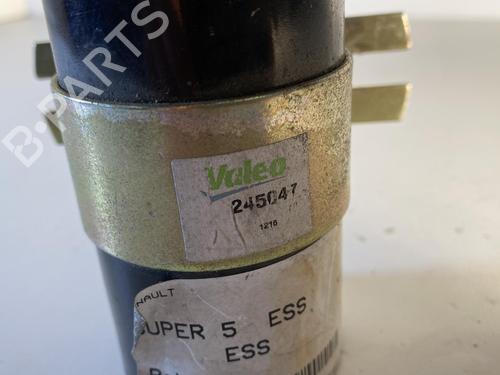 B-PARTS
Valeo
245047
1216
NAULT
SUPER 5 ESS
ESS